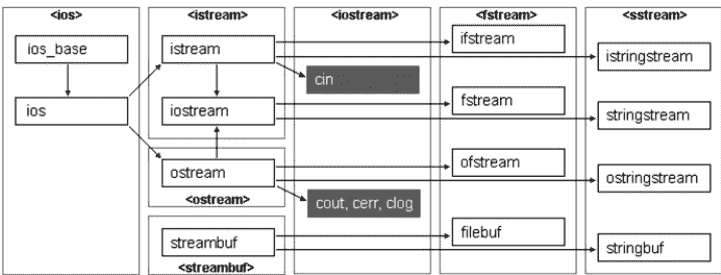 <ios>
ios_base
ios
<istream>
istream
iostream
ostream
<ostream>
streambuf
<streambuf>
<iostream>
cin
cout, cerr, clog
<fstream>
ifstream
fstream
ofstream
filebuf
<sstream>
istringstream
stringstream
ostringstream
stringbuf